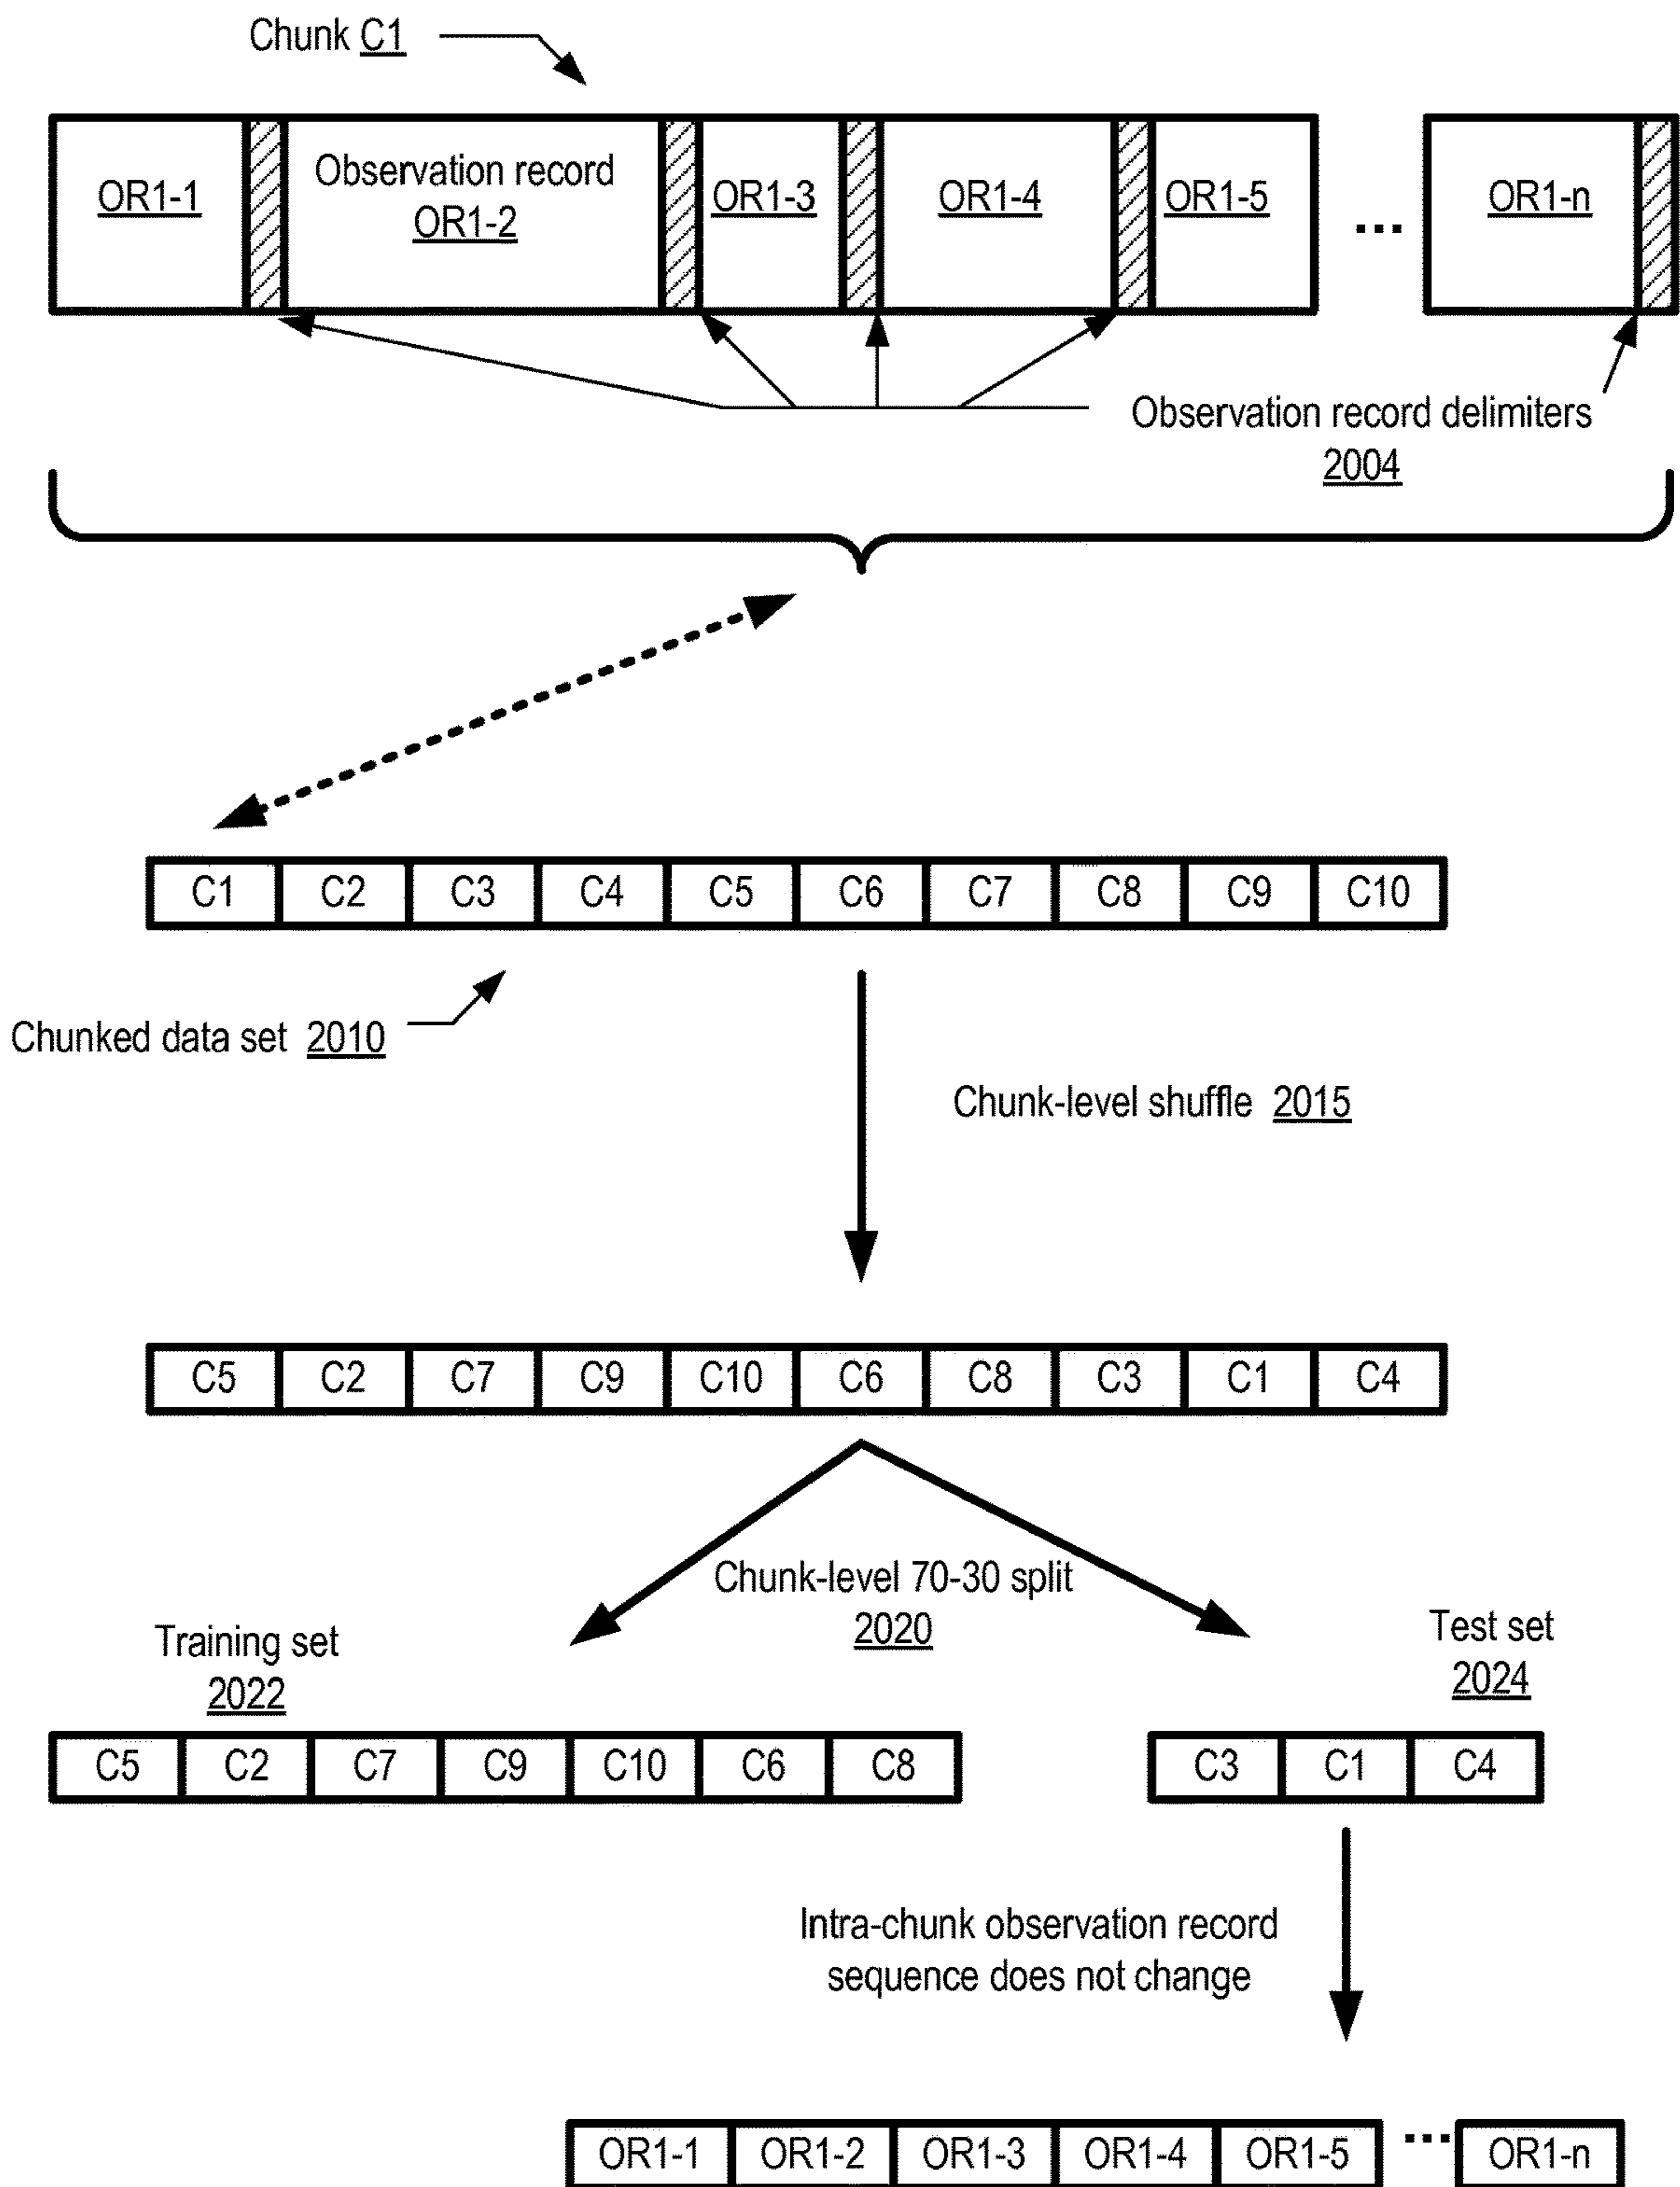 Chunk C1
OR1-1
Observation record
OR1-2
OR1-3
OR1-4
OR1-5
...
OR1-n
Observation record delimiters
2004
C1 C2 C3 C4 C5 C6 C7 C8 C9 C10
Chunked data set 2010
Chunk-level shuffle 2015
C5 C2 C7 C9 C10 C6 C8 C3 C1 C4
Chunk-level 70-30 split
2020
Training set
2022
Test set
2024
C5 C2 C7 C9 C10 C6 C8
C3 C1 C4
Intra-chunk observation record
sequence does not change
OR1-1 OR1-2 OR1-3 OR1-4 OR1-5 ... OR1-n